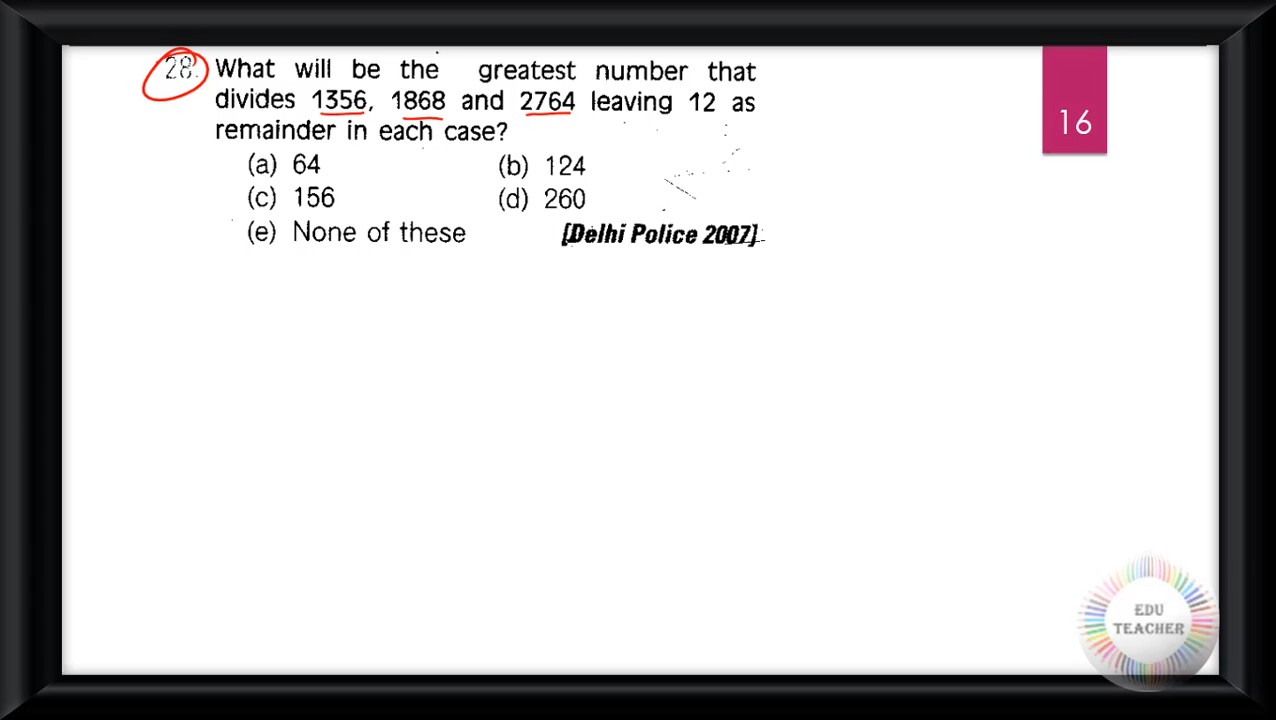 28. What will be the greatest number that
divides 1356, 1868 and 2764 leaving 12 as
remainder in each case?
(a) 64 (b) 124
(c) 156 (d) 260
(e) None of these [Delhi Police 2007]
16
EDU
TEACHER